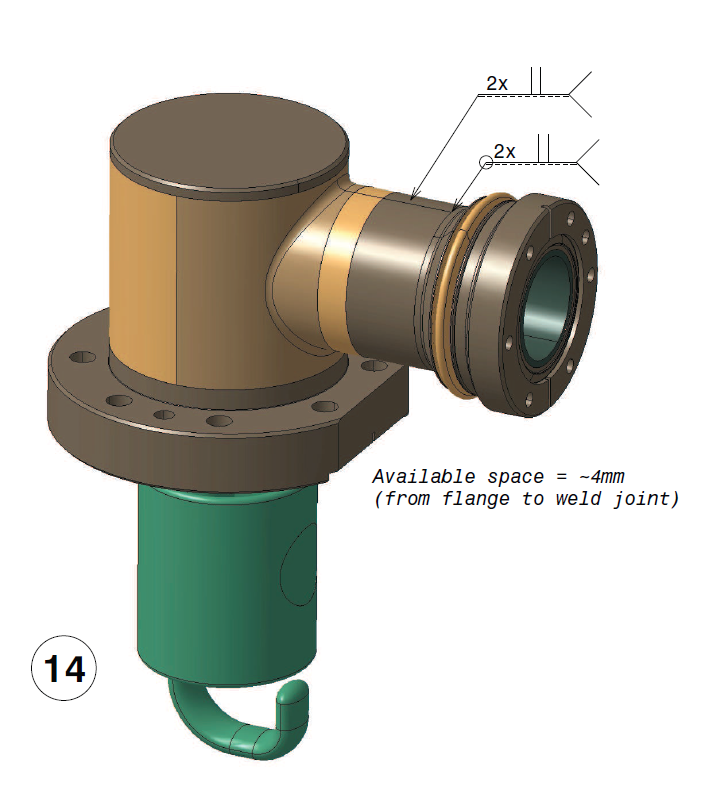 2x
2x
Available space = ~4mm
(from flange to weld joint)
14